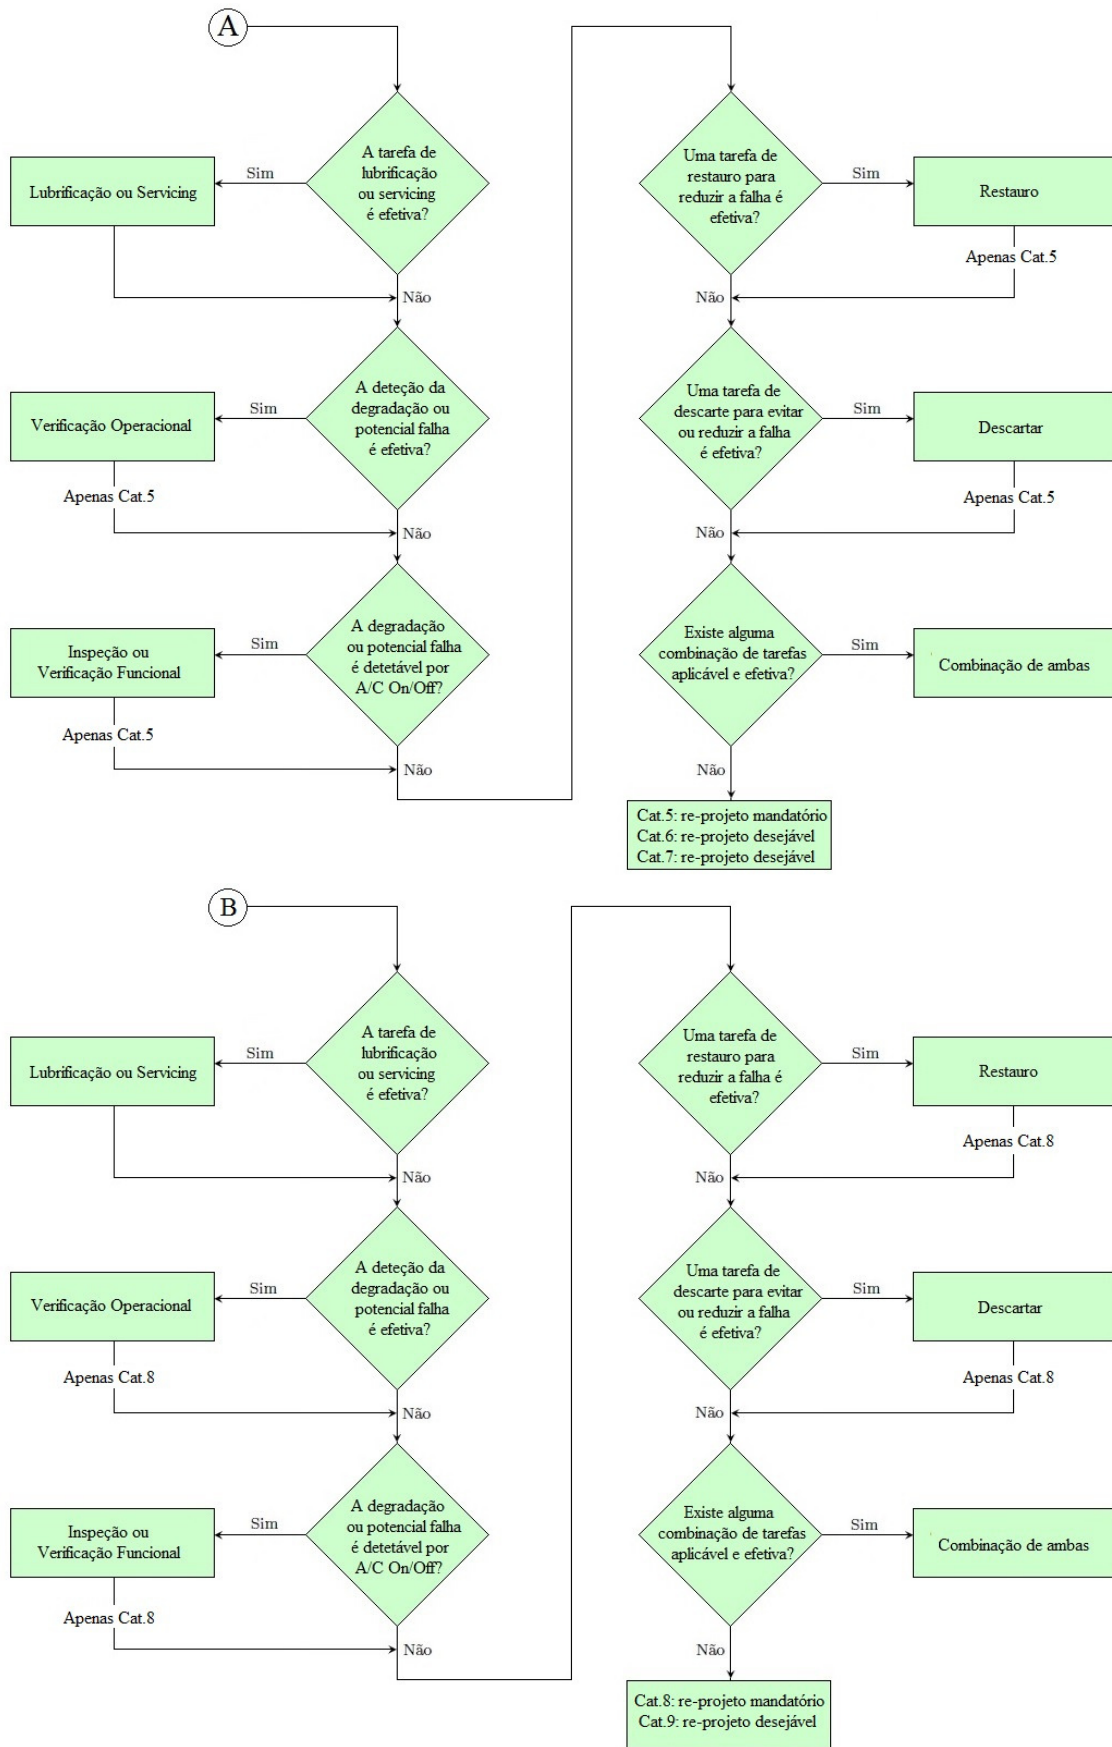 A
A tarefa de
lubrificação
ou servicing
é efetiva?
Sim
Lubrificação ou Servicing
Não
A deteção da
degradação ou
potencial falha
é efetiva?
Sim
Verificação Operacional
Apenas Cat.5
Não
A degradação
ou potencial falha
é detetável por
A/C On/Off?
Sim
Inspeção ou
Verificação Funcional
Apenas Cat.5
Não
Uma tarefa de
restauro para
reduzir a falha é
efetiva?
Sim
Restauro
Apenas Cat.5
Não
Uma tarefa de
descarte para evitar
ou reduzir a falha
é efetiva?
Sim
Descartar
Apenas Cat.5
Não
Existe alguma
combinação de tarefas
aplicável e efetiva?
Sim
Combinação de ambas
Não
Cat.5: re-projeto mandatório
Cat.6: re-projeto desejável
Cat.7: re-projeto desejável
B
A tarefa de
lubrificação
ou servicing
é efetiva?
Sim
Lubrificação ou Servicing
Não
A deteção da
degradação ou
potencial falha
é efetiva?
Sim
Verificação Operacional
Apenas Cat.8
Não
A degradação
ou potencial falha
é detetável por
A/C On/Off?
Sim
Inspeção ou
Verificação Funcional
Apenas Cat.8
Não
Uma tarefa de
restauro para
reduzir a falha é
efetiva?
Sim
Restauro
Apenas Cat.8
Não
Uma tarefa de
descarte para evitar
ou reduzir a falha
é efetiva?
Sim
Descartar
Apenas Cat.8
Não
Existe alguma
combinação de tarefas
aplicável e efetiva?
Sim
Combinação de ambas
Não
Cat.8: re-projeto mandatório
Cat.9: re-projeto desejável